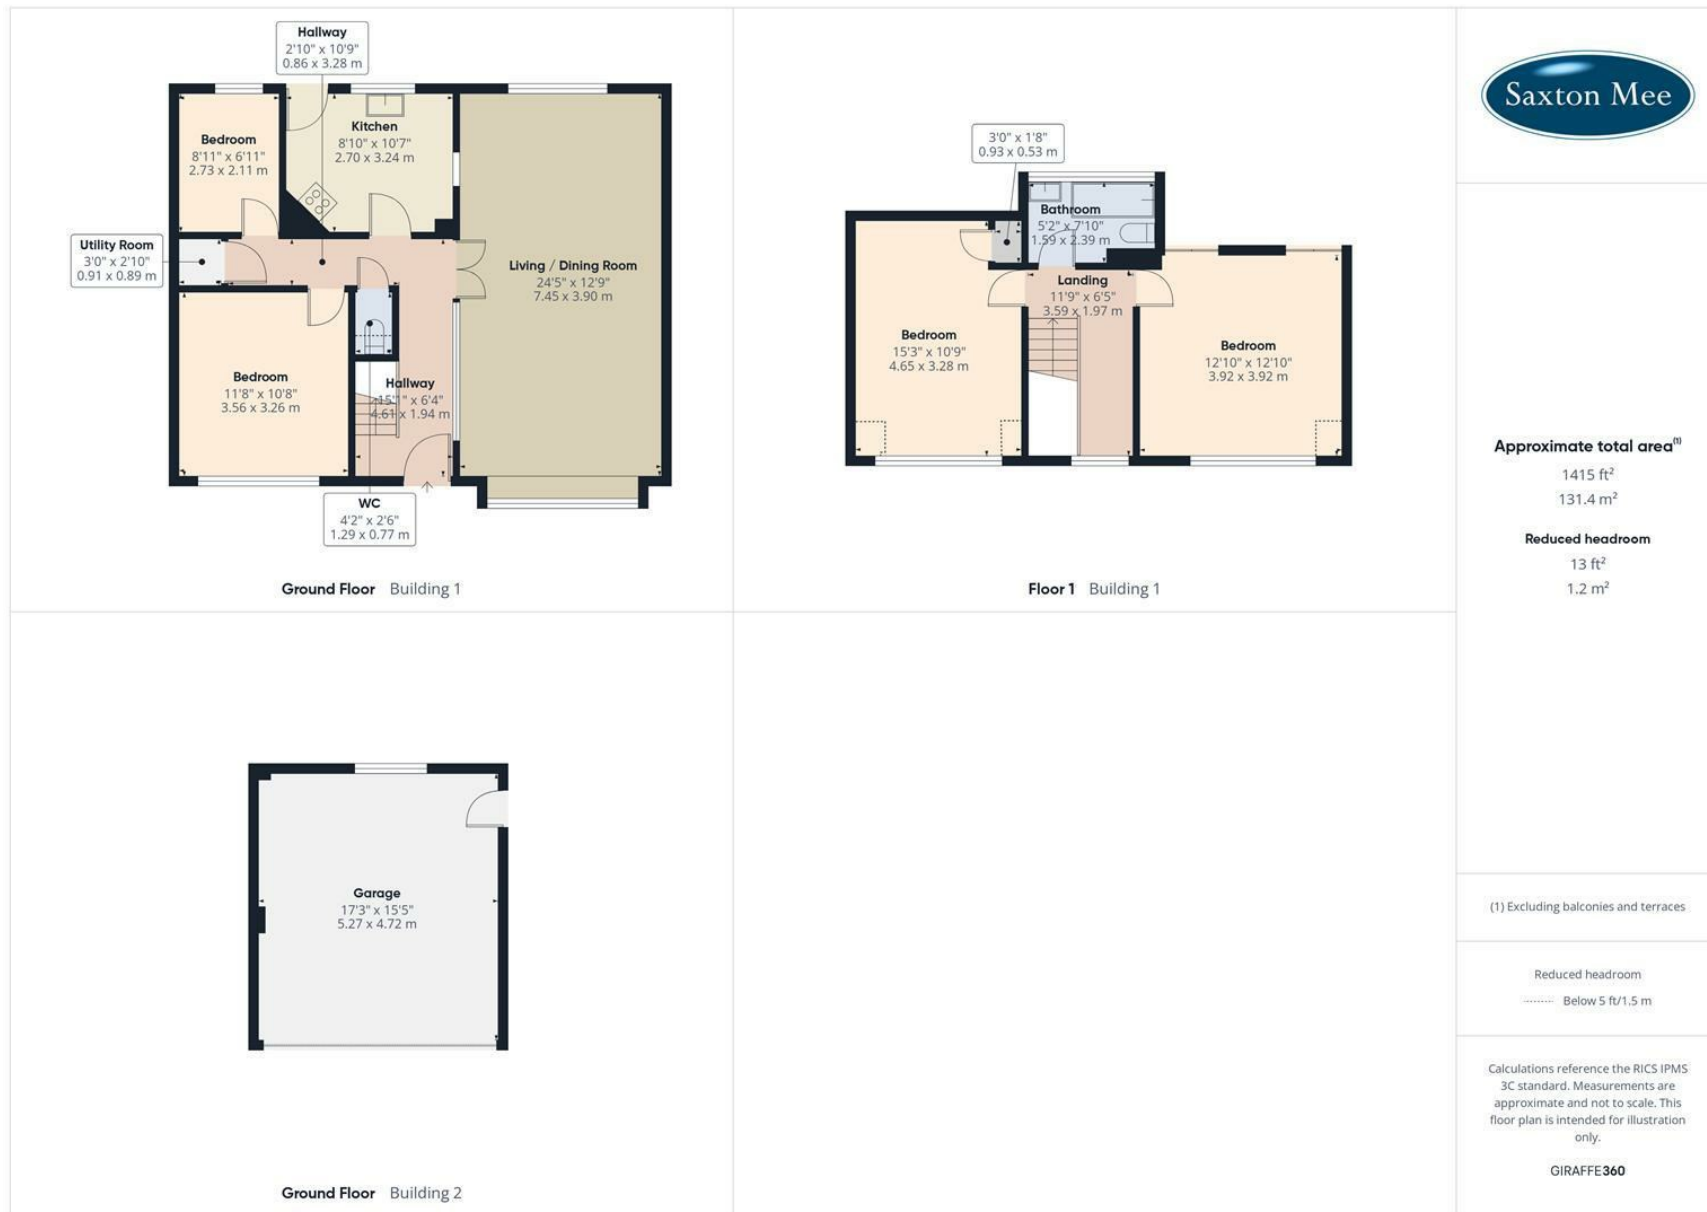 Hallway
2'10" x 10'9"
0.86 x 3.28 m
Bedroom
8'11" x 6'11"
2.73 x 2.11 m
Kitchen
8'10" x 10'7"
2.70 x 3.24 m
Utility Room
3'0" x 2'10"
0.91 x 0.89 m
Living / Dining Room
24'5" x 12'9"
7.45 x 3.90 m
Bedroom
11'8" x 10'8"
3.56 x 3.26 m
Hallway
15'1" x 6'4"
4.61 x 1.94 m
WC
4'2" x 2'6"
1.29 x 0.77 m
Ground Floor Building 1
3'0" x 1'8"
0.93 x 0.53 m
Bathroom
5'2" x 7'10"
1.59 x 2.39 m
Landing
11'9" x 6'5"
3.59 x 1.97 m
Bedroom
15'3" x 10'9"
4.65 x 3.28 m
Bedroom
12'10" x 12'10"
3.92 x 3.92 m
Floor 1 Building 1
Garage
17'3" x 15'5"
5.27 x 4.72 m
Ground Floor Building 2
Saxton Mee
Approximate total area⁽¹⁾
1415 ft²
131.4 m²
Reduced headroom
13 ft²
1.2 m²
(1) Excluding balconies and terraces
Reduced headroom
Below 5 ft/1.5 m
Calculations reference the RICS IPMS
3C standard. Measurements are
approximate and not to scale. This
floor plan is intended for illustration
only.
GIRAFFE360